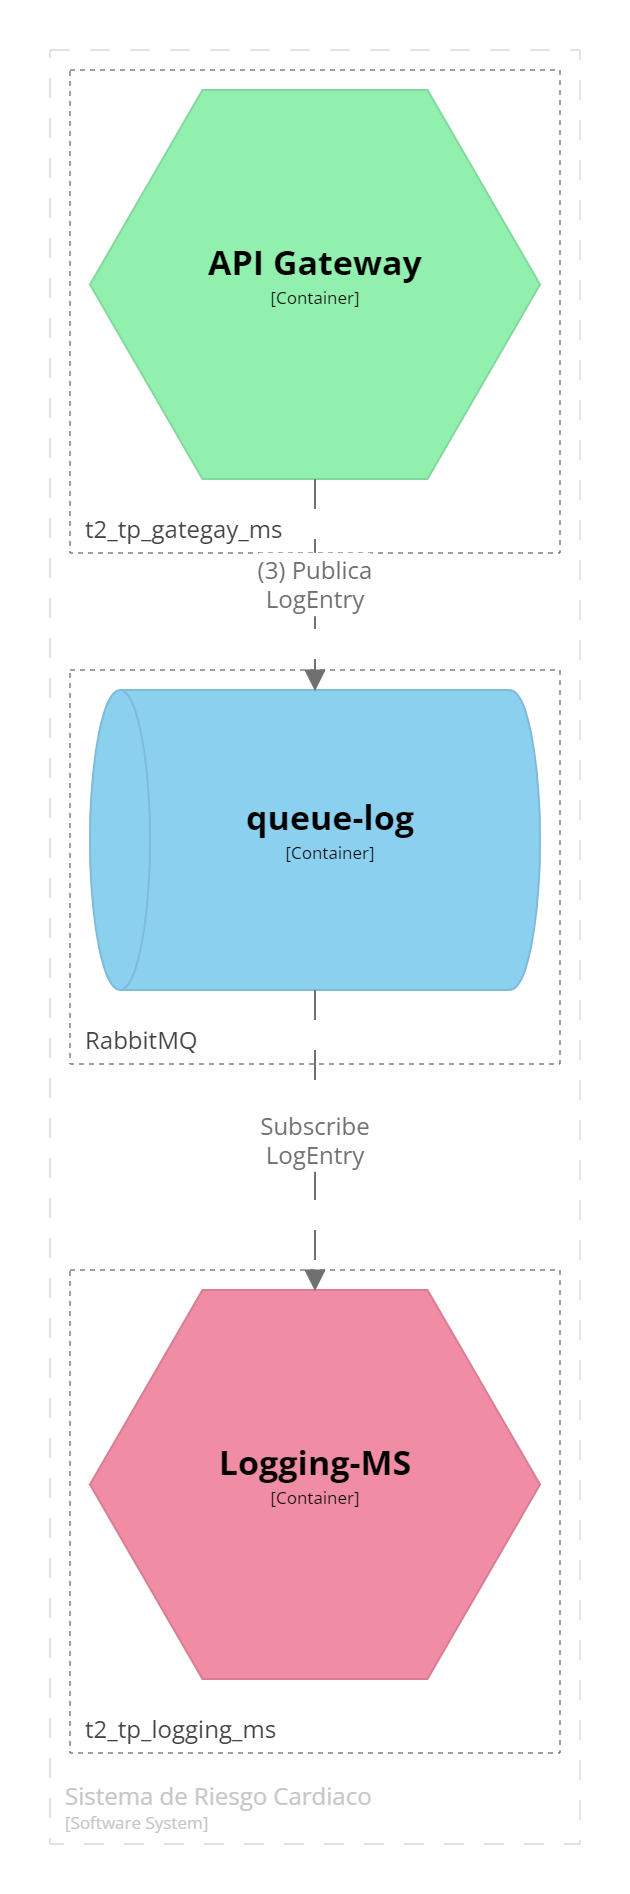 API Gateway
[Container]
t2_tp_gategay_ms
(3) Publica
LogEntry
queue-log
[Container]
RabbitMQ
Subscribe
LogEntry
Logging-MS
[Container]
t2_tp_logging_ms
Sistema de Riesgo Cardiaco
[Software System]